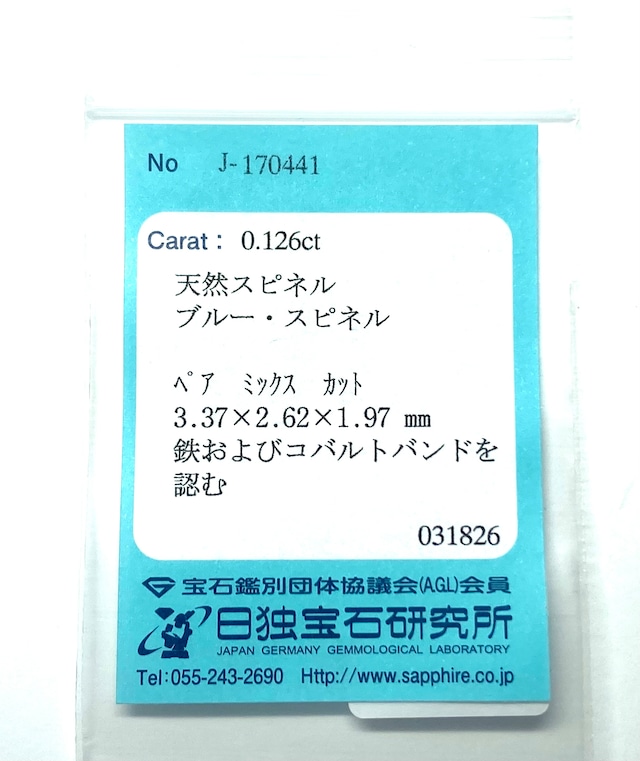 No J-170441
Carat : 0.126ct
天然スピネル
ブルー・スピネル
ﾍﾟｱ ﾐｯｸｽ ｶｯﾄ
3.37×2.62×1.97 mm
鉄およびコバルトバンドを
認む
031826
宝石鑑別団体協議会(AGL)会員
日独宝石研究所
JAPAN GERMANY GEMMOLOGICAL LABORATORY
Tel:055-243-2690 Http://www.sapphire.co.jp